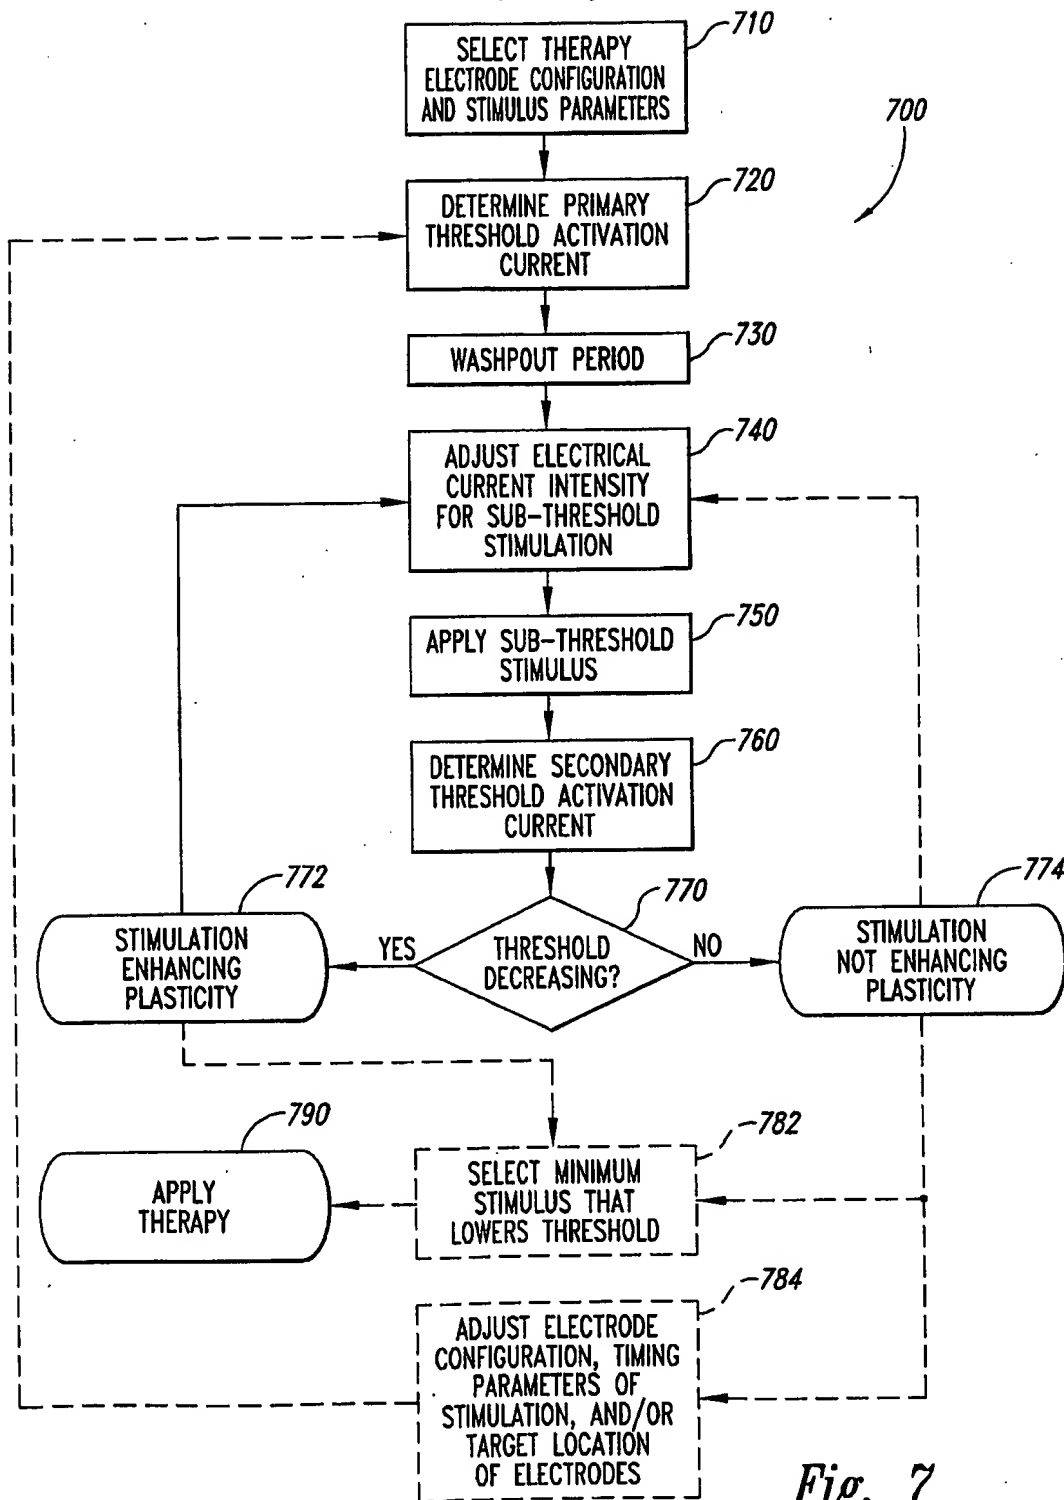 710
SELECT THERAPY
ELECTRODE CONFIGURATION
AND STIMULUS PARAMETERS
700
720
DETERMINE PRIMARY
THRESHOLD ACTIVATION
CURRENT
730
WASHPOUT PERIOD
740
ADJUST ELECTRICAL
CURRENT INTENSITY
FOR SUB-THRESHOLD
STIMULATION
750
APPLY SUB-THRESHOLD
STIMULUS
760
DETERMINE SECONDARY
THRESHOLD ACTIVATION
CURRENT
772
STIMULATION
ENHANCING
PLASTICITY
YES
770
THRESHOLD
DECREASING?
NO
774
STIMULATION
NOT ENHANCING
PLASTICITY
790
APPLY
THERAPY
782
SELECT MINIMUM
STIMULUS THAT
LOWERS THRESHOLD
784
ADJUST ELECTRODE
CONFIGURATION, TIMING
PARAMETERS OF
STIMULATION, AND/OR
TARGET LOCATION
OF ELECTRODES
Fig. 7